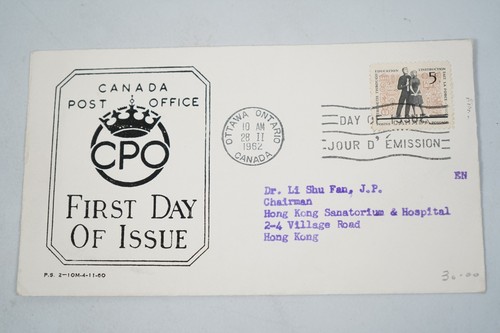 CANADA
POST OFFICE
CPO
FIRST DAY
OF ISSUE
P.S. 2-10M-4-11-60
OTTAWA ONTARIO
10 AM
28 II
1962
CANADA
5
DAY O
JOUR D' ÉMISSION
EN
Dr. Li Shu Fan, J.P.
Chairman
Hong Kong Sanatorium & Hospital
2-4 Village Road
Hong Kong